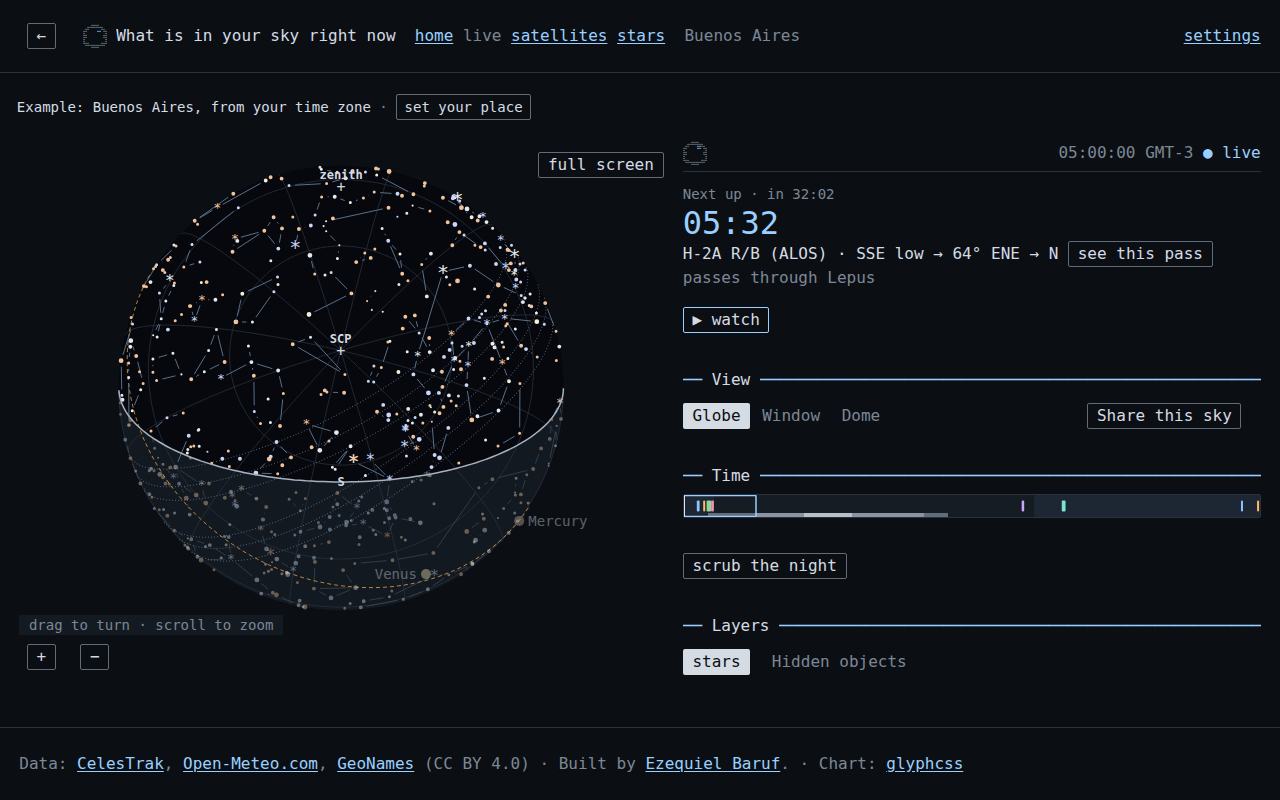 ← What is in your sky right now home live satellites stars Buenos Aires settings
Example: Buenos Aires, from your time zone · set your place
full screen
05:00:00 GMT-3 ● live
zenith
+
Next up · in 32:02
05:32
H-2A R/B (ALOS) · SSE low → 64° ENE → N see this pass
passes through Lepus
▶ watch
SCP
+
View
Globe Window Dome Share this sky
Time
S
Mercury
scrub the night
Venus
Layers
drag to turn · scroll to zoom
+ −
stars Hidden objects
Data: CelesTrak, Open-Meteo.com, GeoNames (CC BY 4.0) · Built by Ezequiel Baruf. · Chart: glyphcss